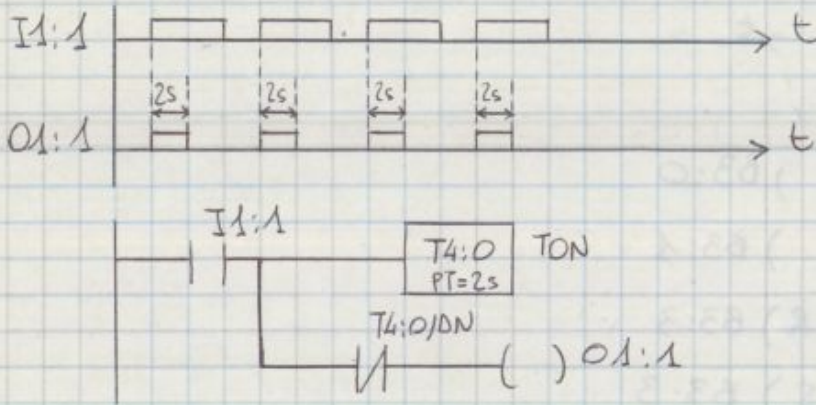 I1:1
t
2s 2s 2s 2s
O1:1
t
I1:1
T4:0 TON
PT=2s
T4:0/DN
( ) O1:1